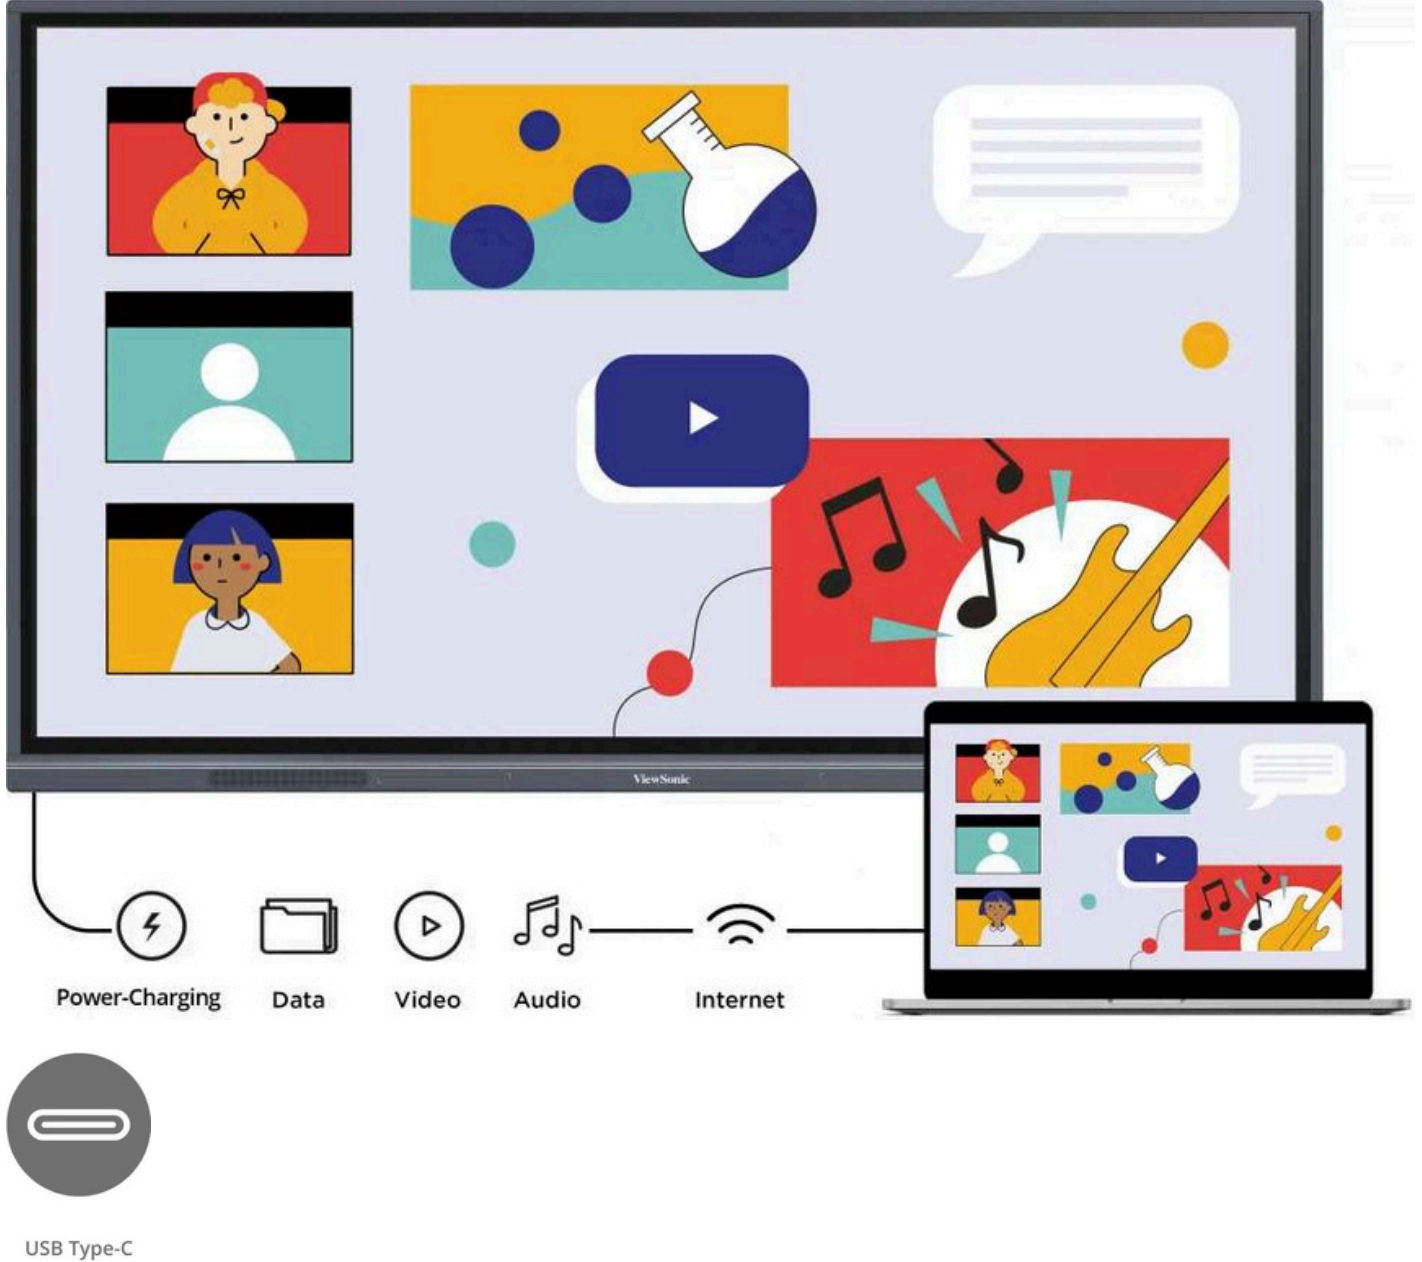 ViewSonic
Power-Charging
Data
Video
Audio
Internet
USB Type-C